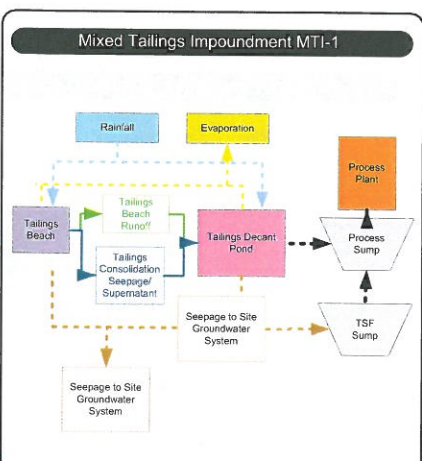 Mixed Tailings Impoundment MTI-1
Rainfall
Evaporation
Process
Plant
Tailings
Beach
Runoff
Tailings
Beach
Tailings Decant
Pond
Process
Sump
Tailings
Consolidation
Seepage/
Supernatant
Seepage to Site
Groundwater
System
TSF
Sump
Seepage to Site
Groundwater
System